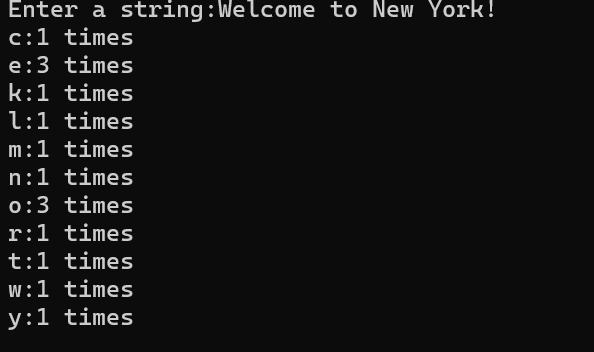 Enter a string:Welcome to New York!
c:1 times
e:3 times
k:1 times
l:1 times
m:1 times
n:1 times
o:3 times
r:1 times
t:1 times
w:1 times
y:1 times